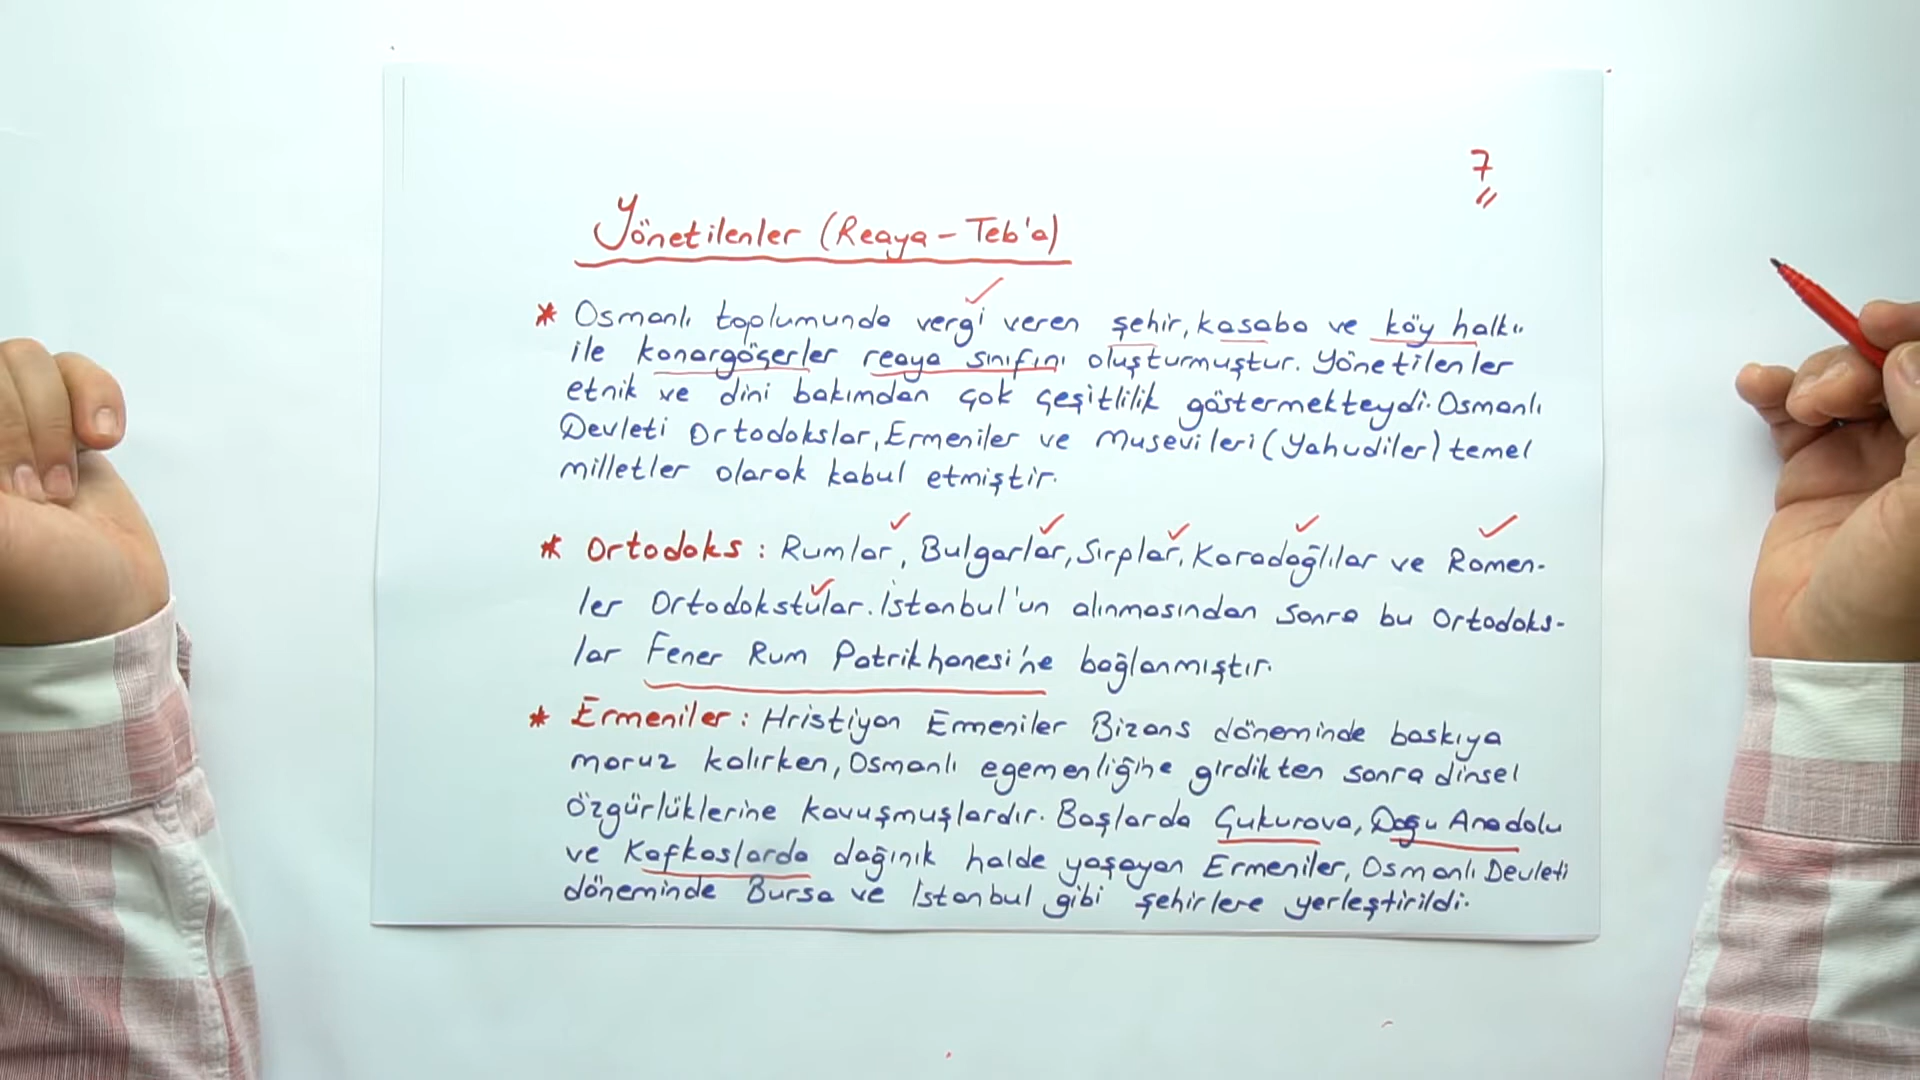 7
Yönetilenler (Reaya - Teb'a)
* Osmanlı toplumunda vergi veren şehir, kasaba ve köy halkı
ile konargöçerler reaya sınıfını oluşturmuştur. Yönetilenler
etnik ve dini bakımdan çok çeşitlilik göstermekteydi. Osmanlı
Devleti Ortodokslar, Ermeniler ve Musevileri (Yahudiler) temel
milletler olarak kabul etmiştir.
* Ortodoks : Rumlar, Bulgarlar, Sırplar, Karadağlılar ve Romen-
ler Ortodokstular. İstanbul'un alınmasından sonra bu Ortodoks-
lar Fener Rum Patrikhanesi'ne bağlanmıştır.
* Ermeniler : Hristiyan Ermeniler Bizans döneminde baskıya
maruz kalırken, Osmanlı egemenliğine girdikten sonra dinsel
özgürlüklerine kavuşmuşlardır. Başlarda Çukurova, Doğu Anadolu
ve Kafkaslarda dağınık halde yaşayan Ermeniler, Osmanlı Devleti
döneminde Bursa ve İstanbul gibi şehirlere yerleştirildi.